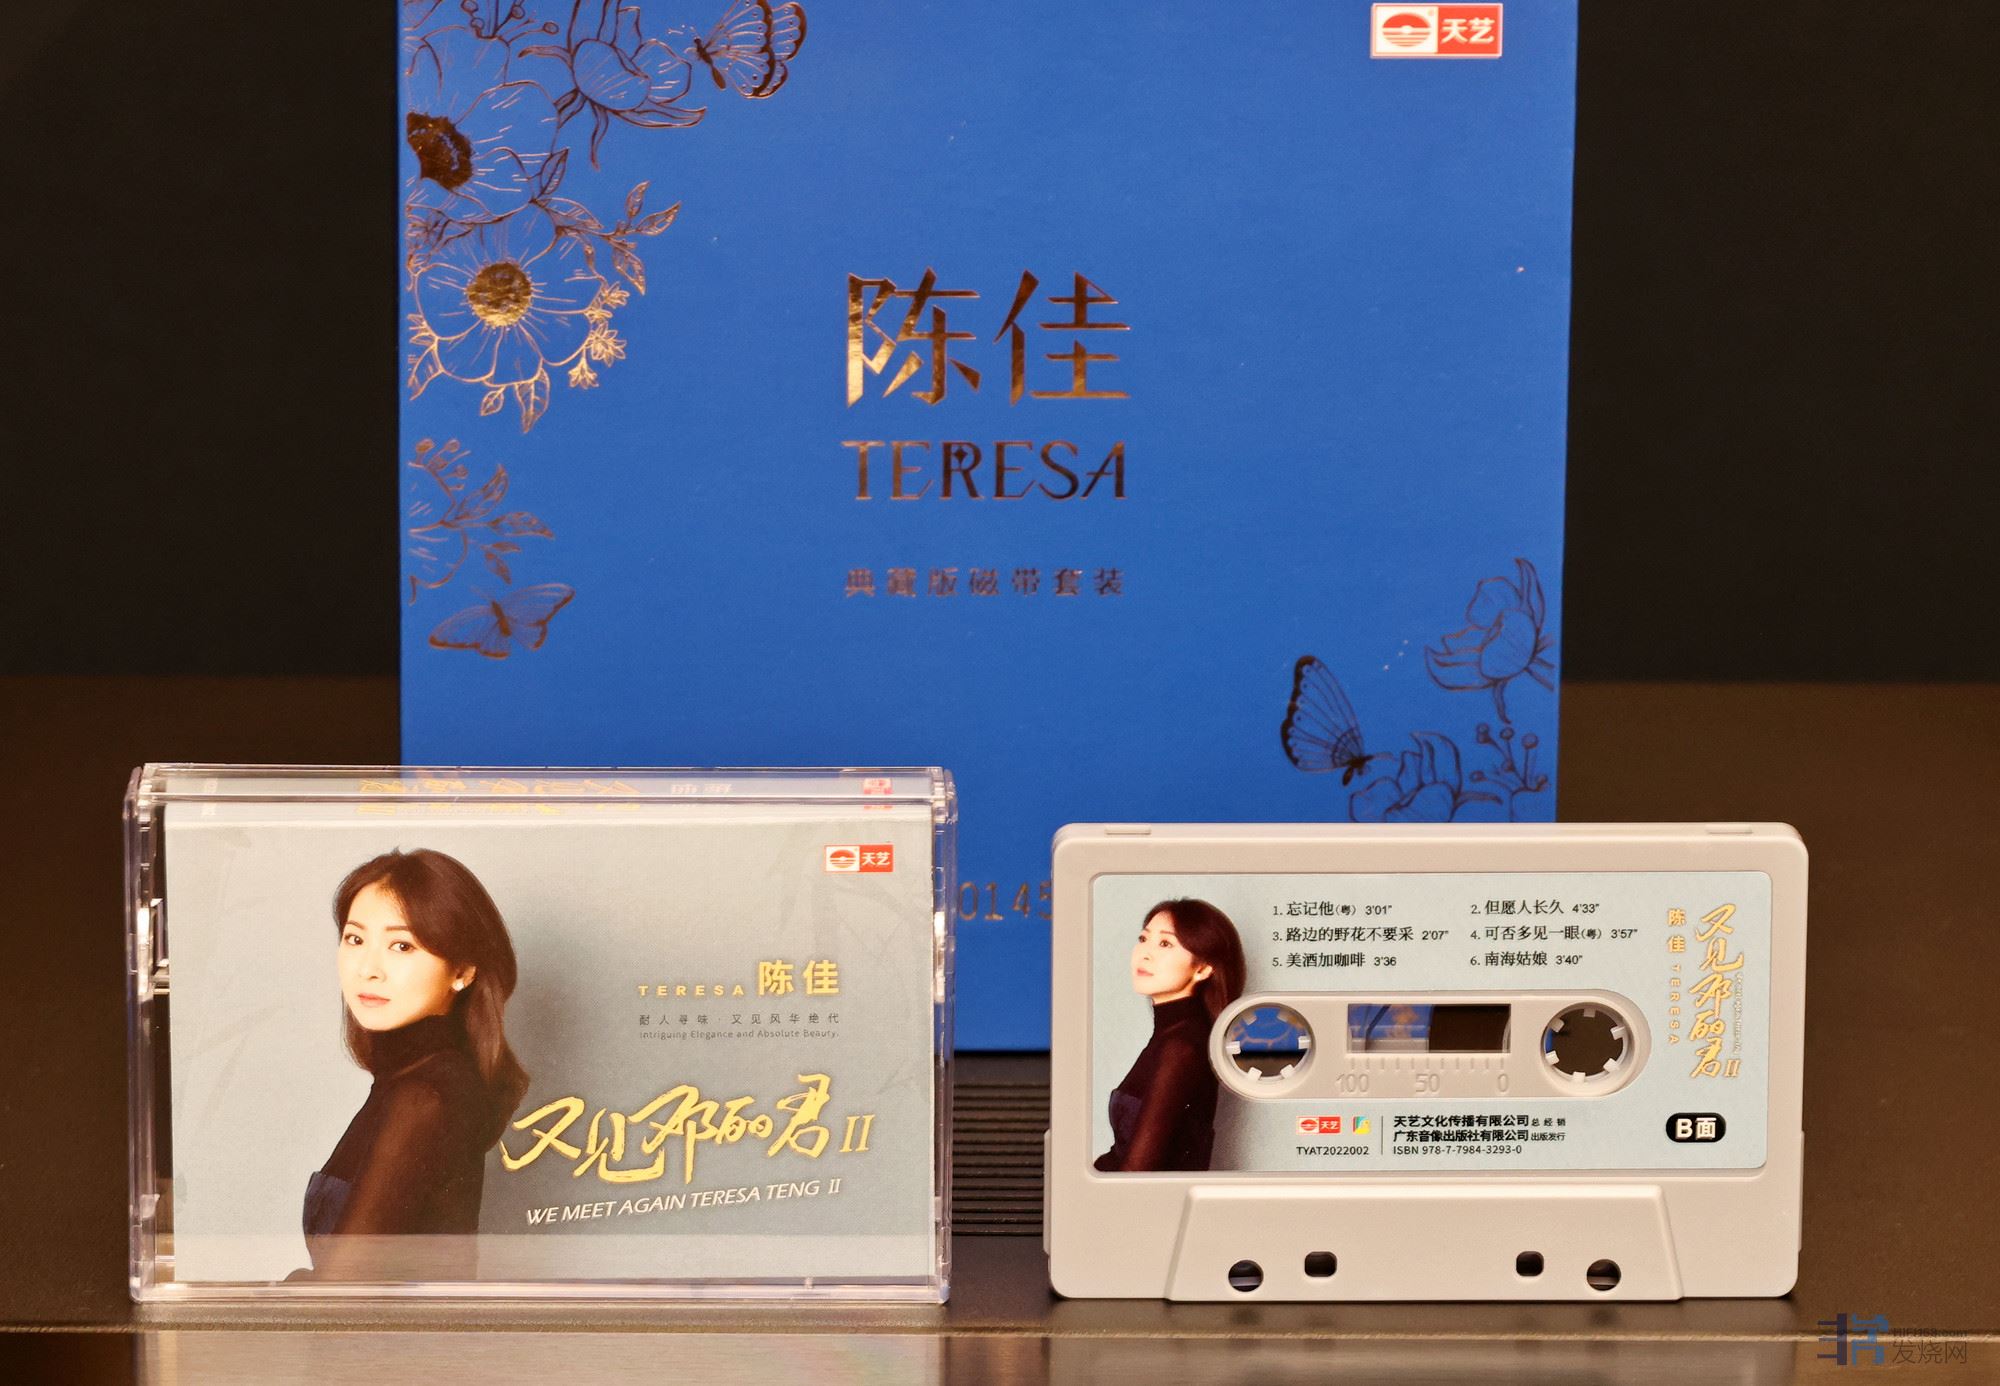 天艺
陈佳
TERESA
典藏版磁带套装
0145
天艺
TERESA 陈佳
耐人寻味·又见风华绝代
Intriguing Elegance and Absolute Beauty.
又见邓丽君II
WE MEET AGAIN TERESA TENG II
1. 忘记他(粤) 3'01" 2. 但愿人长久 4'33"
3. 路边的野花不要采 2'07" 4. 可否多见一眼(粤) 3'57"
5. 美酒加咖啡 3'36 6. 南海姑娘 3'40"
陈佳 TERESA
又见邓丽君II
100 50 0
天艺
TYAT2022002
天艺文化传播有限公司 总经销
广东音像出版社有限公司 出版发行
ISBN 978-7-7984-3293-0
B面
HIFI168.com
发烧网